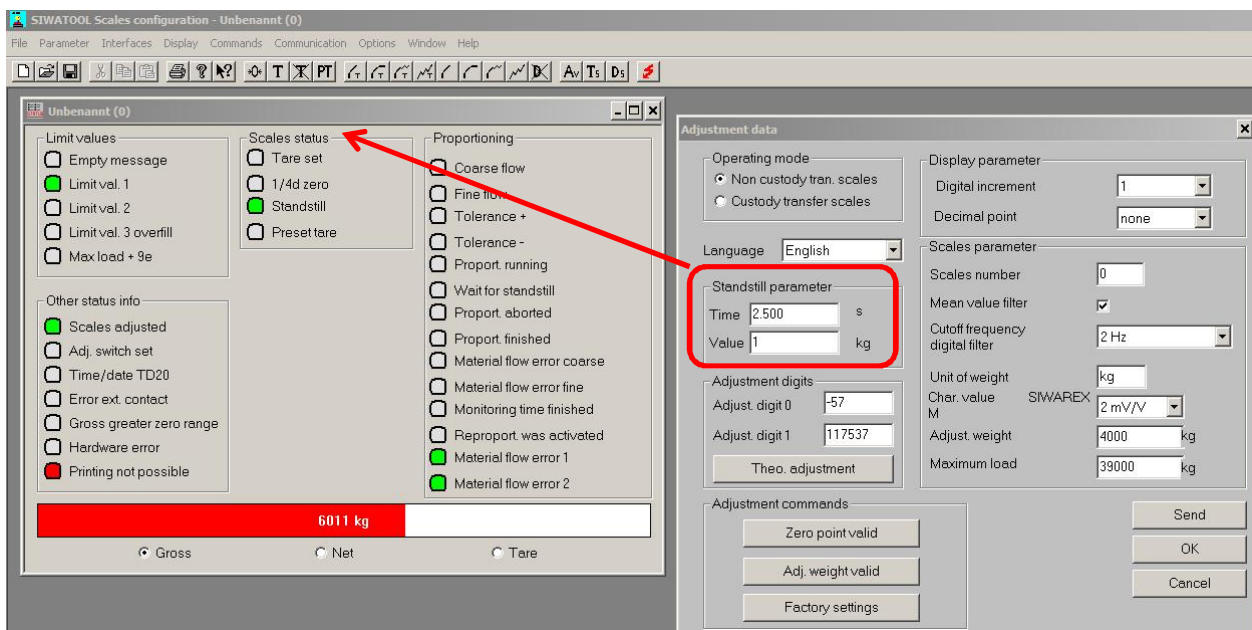 SIWATOOL Scales configuration - Unbenannt (0)
File Parameter Interfaces Display Commands Communication Options Window Help
T PT Av Ts Ds
Unbenannt (0)
Limit values
Empty message
Limit val. 1
Limit val. 2
Limit val. 3 overfill
Max load + 9e
Scales status
Tare set
1/4d zero
Standstill
Preset tare
Proportioning
Coarse flow
Fine flow
Tolerance +
Tolerance -
Proport. running
Wait for standstill
Proport. aborted
Proport. finished
Material flow error coarse
Material flow error fine
Monitoring time finished
Reproport. was activated
Material flow error 1
Material flow error 2
Other status info
Scales adjusted
Adj. switch set
Time/date TD20
Error ext. contact
Gross greater zero range
Hardware error
Printing not possible
6011 kg
Gross Net Tare
Adjustment data
Operating mode
Non custody tran. scales
Custody transfer scales
Language English
Standstill parameter
Time 2.500 s
Value 1 kg
Adjustment digits
Adjust. digit 0 -57
Adjust. digit 1 117537
Theo. adjustment
Adjustment commands
Zero point valid
Adj. weight valid
Factory settings
Display parameter
Digital increment 1
Decimal point none
Scales parameter
Scales number 0
Mean value filter
Cutoff frequency
digital filter 2 Hz
Unit of weight kg
Char. value SIWAREX
M 2 mV/V
Adjust. weight 4000 kg
Maximum load 39000 kg
Send
OK
Cancel